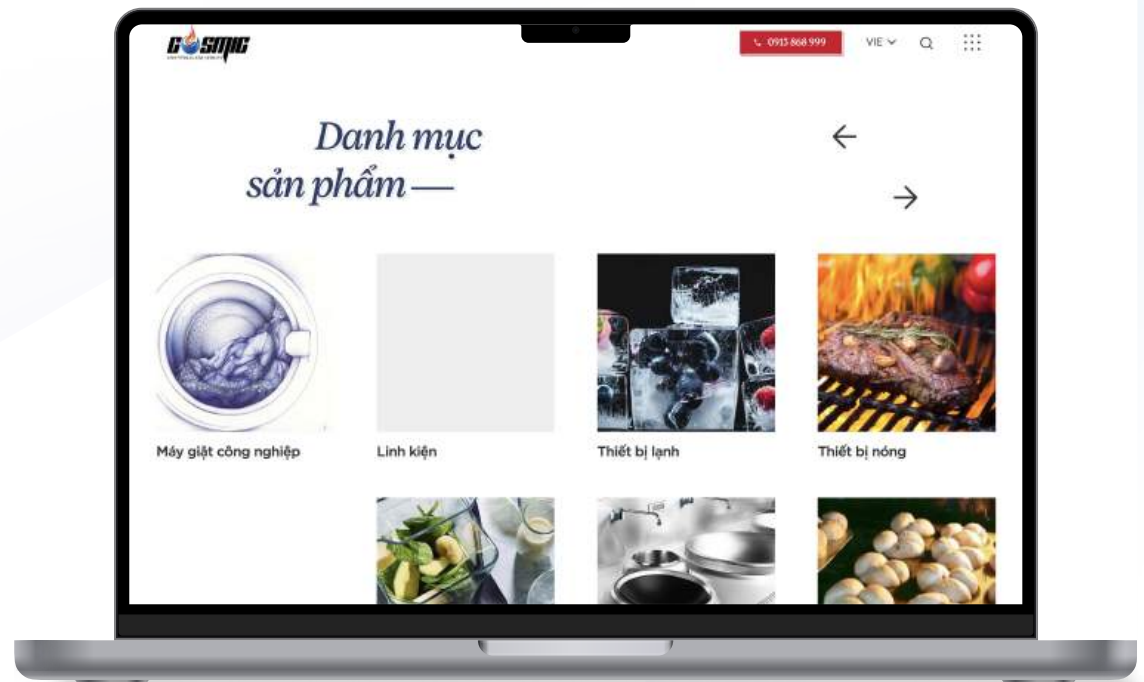 COSMIC
0913 868 999
VIE
Danh mục
sản phẩm —
Máy giặt công nghiệp
Linh kiện
Thiết bị lạnh
Thiết bị nóng